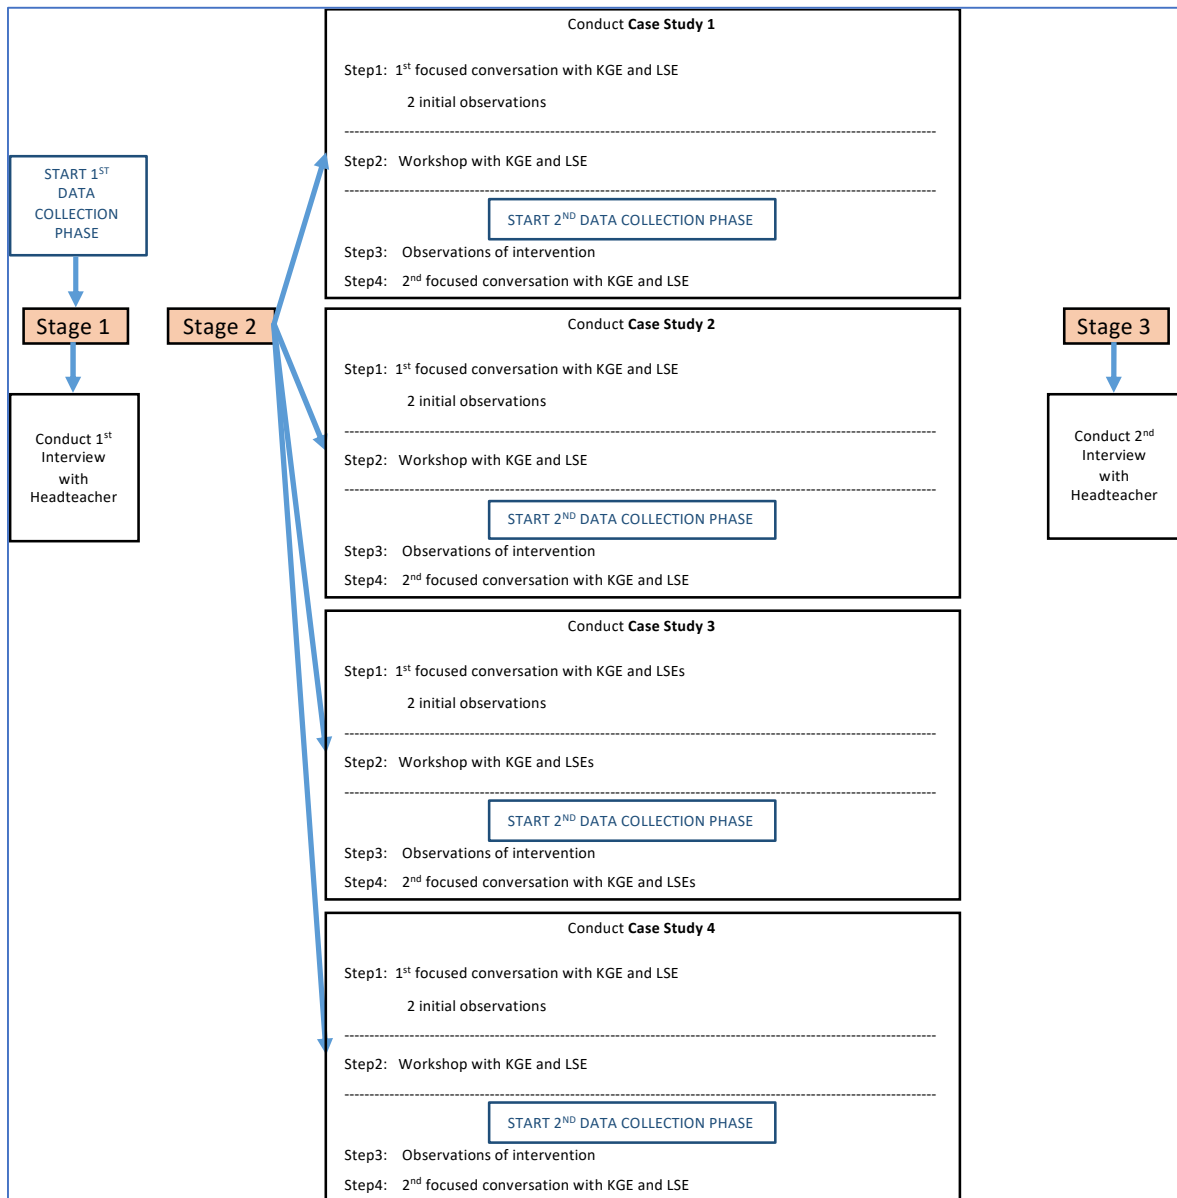 START 1ST
DATA
COLLECTION
PHASE
Stage 1
Conduct 1st
Interview
with
Headteacher
Stage 2
Conduct Case Study 1
Step1: 1st focused conversation with KGE and LSE
2 initial observations
Step2: Workshop with KGE and LSE
START 2ND DATA COLLECTION PHASE
Step3: Observations of intervention
Step4: 2nd focused conversation with KGE and LSE
Conduct Case Study 2
Step1: 1st focused conversation with KGE and LSE
2 initial observations
Step2: Workshop with KGE and LSE
START 2ND DATA COLLECTION PHASE
Step3: Observations of intervention
Step4: 2nd focused conversation with KGE and LSE
Conduct Case Study 3
Step1: 1st focused conversation with KGE and LSEs
2 initial observations
Step2: Workshop with KGE and LSEs
START 2ND DATA COLLECTION PHASE
Step3: Observations of intervention
Step4: 2nd focused conversation with KGE and LSEs
Conduct Case Study 4
Step1: 1st focused conversation with KGE and LSE
2 initial observations
Step2: Workshop with KGE and LSE
START 2ND DATA COLLECTION PHASE
Step3: Observations of intervention
Step4: 2nd focused conversation with KGE and LSE
Stage 3
Conduct 2nd
Interview
with
Headteacher